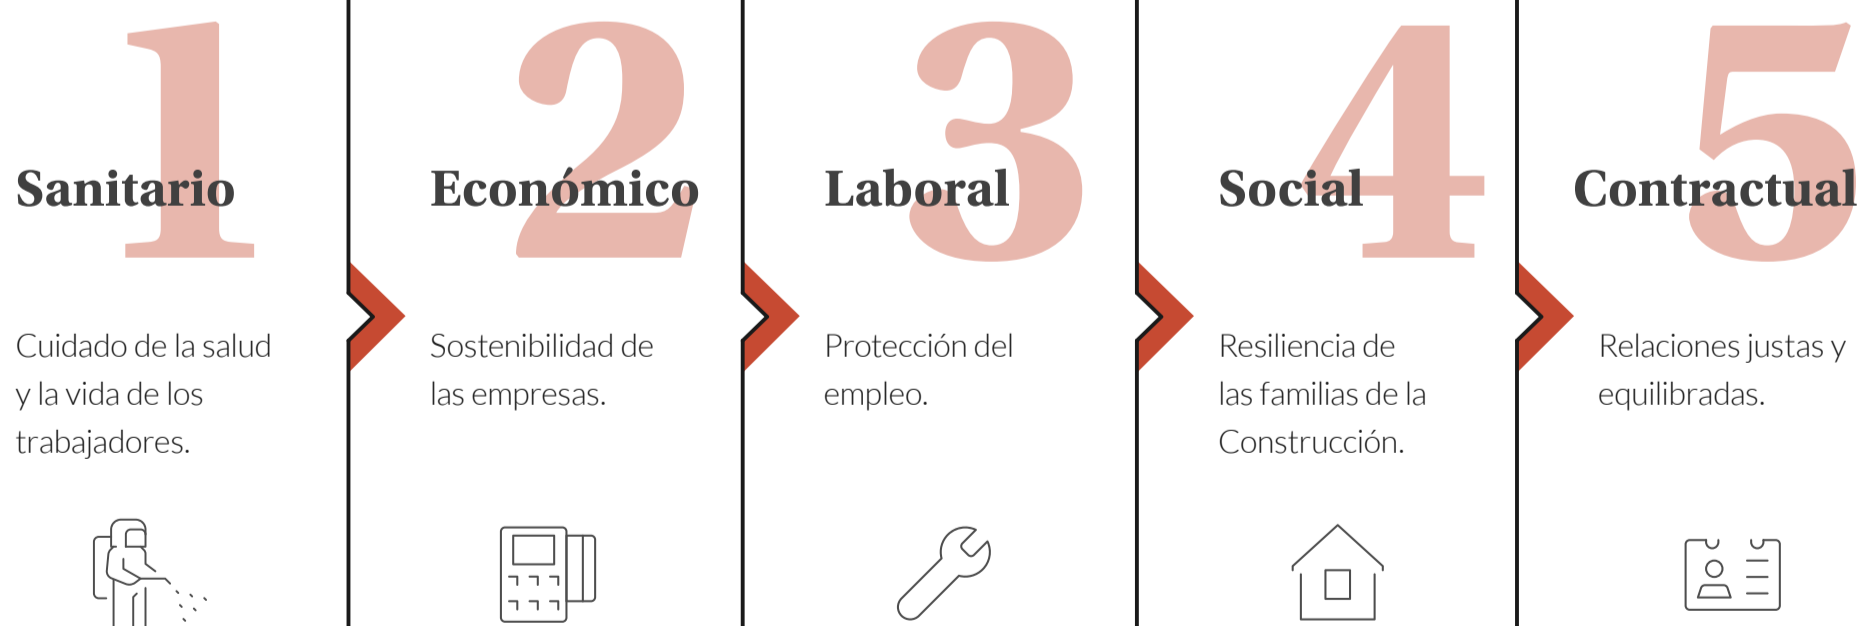 1
Sanitario
Cuidado de la salud
y la vida de los
trabajadores.
2
Económico
Sostenibilidad de
las empresas.
3
Laboral
Protección del
empleo.
4
Social
Resiliencia de
las familias de la
Construcción.
5
Contractual
Relaciones justas y
equilibradas.